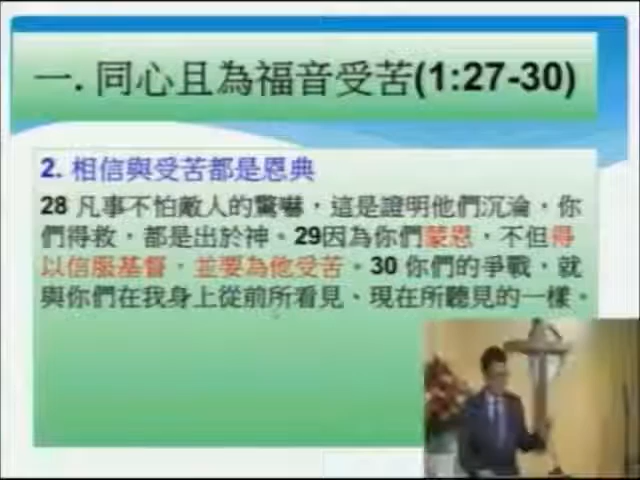 一. 同心且為福音受苦(1:27-30)
2. 相信與受苦都是恩典
28 凡事不怕敵人的驚嚇，這是證明他們沉淪，你
們得救，都是出於神。29因為你們蒙恩，不但得
以信服基督，並要為他受苦。30 你們的爭戰，就
與你們在我身上從前所看見、現在所聽見的一樣。